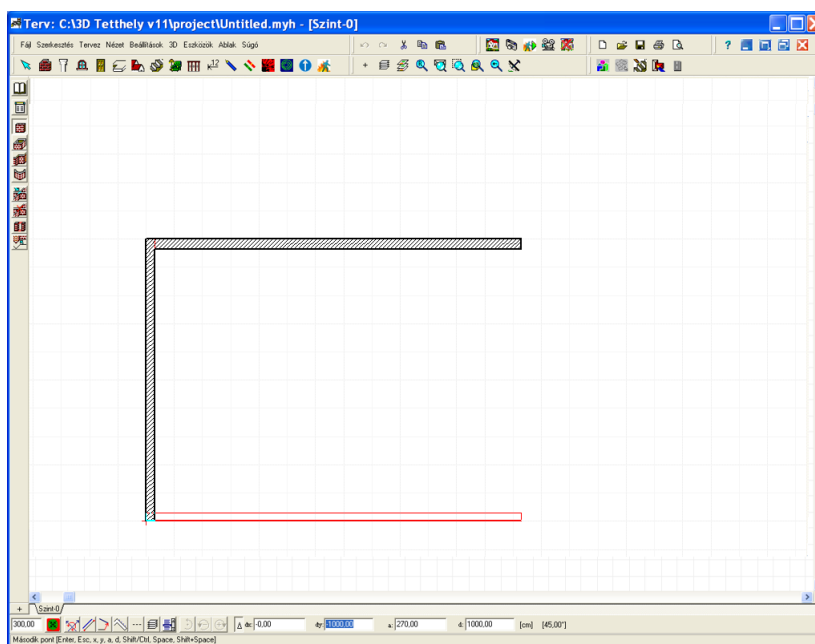 Terv: C:\3D Tetthely v11\project\Untitled.myh - [Szint-0]
Fájl Szerkesztés Tervez Nézet Beállítások 3D Eszközök Ablak Súgó
Szint-0
300,00 Δ dx: -0,00 dy: -1000,00 a: 270,00 d: 1000,00 [cm] [45,00°]
Második pont [Enter, Esc, x, y, a, d, Shift/Ctrl, Space, Shift+Space]